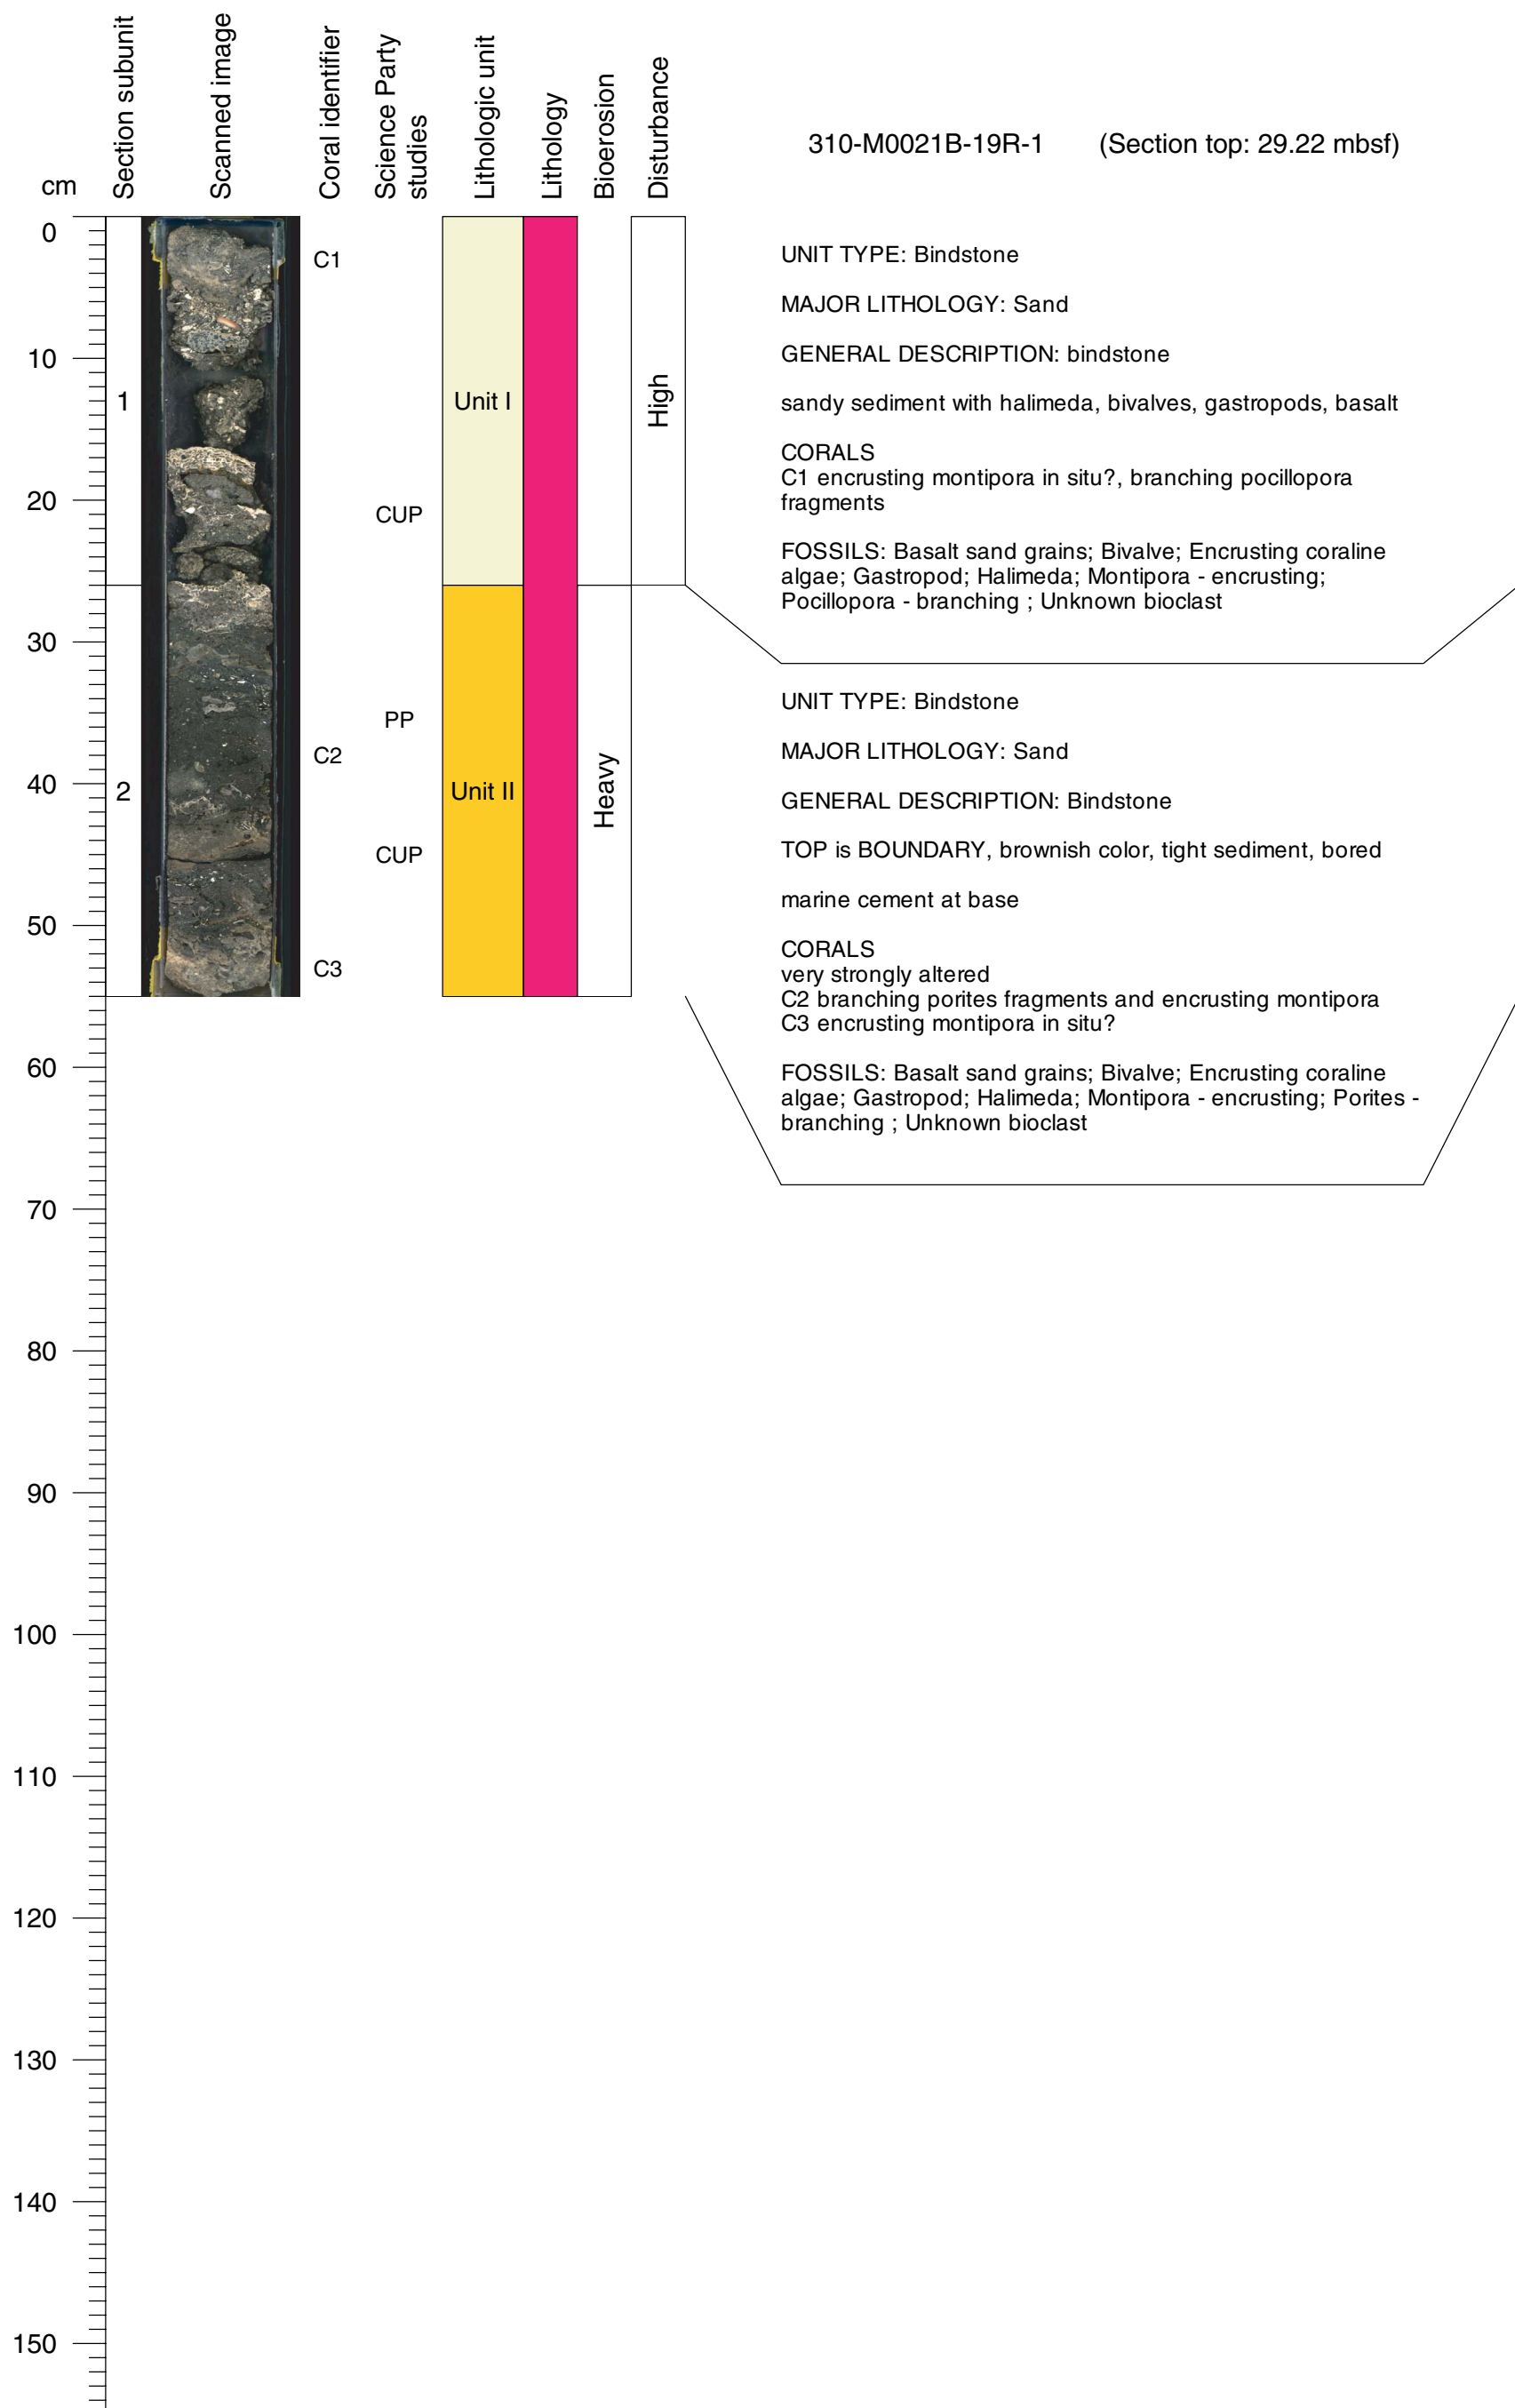 cm
Section subunit
Scanned image
Coral identifier
Science Party
studies
Lithologic unit
Lithology
Bioerosion
Disturbance
310-M0021B-19R-1 (Section top: 29.22 mbsf)
0
10
20
30
40
50
60
70
80
90
100
110
120
130
140
150
1
2
C1
C2
C3
CUP
PP
CUP
Unit I
Unit II
Heavy
High
UNIT TYPE: Bindstone
MAJOR LITHOLOGY: Sand
GENERAL DESCRIPTION: bindstone
sandy sediment with halimeda, bivalves, gastropods, basalt
CORALS
C1 encrusting montipora in situ?, branching pocillopora
fragments
FOSSILS: Basalt sand grains; Bivalve; Encrusting coraline
algae; Gastropod; Halimeda; Montipora - encrusting;
Pocillopora - branching ; Unknown bioclast
UNIT TYPE: Bindstone
MAJOR LITHOLOGY: Sand
GENERAL DESCRIPTION: Bindstone
TOP is BOUNDARY, brownish color, tight sediment, bored
marine cement at base
CORALS
very strongly altered
C2 branching porites fragments and encrusting montipora
C3 encrusting montipora in situ?
FOSSILS: Basalt sand grains; Bivalve; Encrusting coraline
algae; Gastropod; Halimeda; Montipora - encrusting; Porites -
branching ; Unknown bioclast